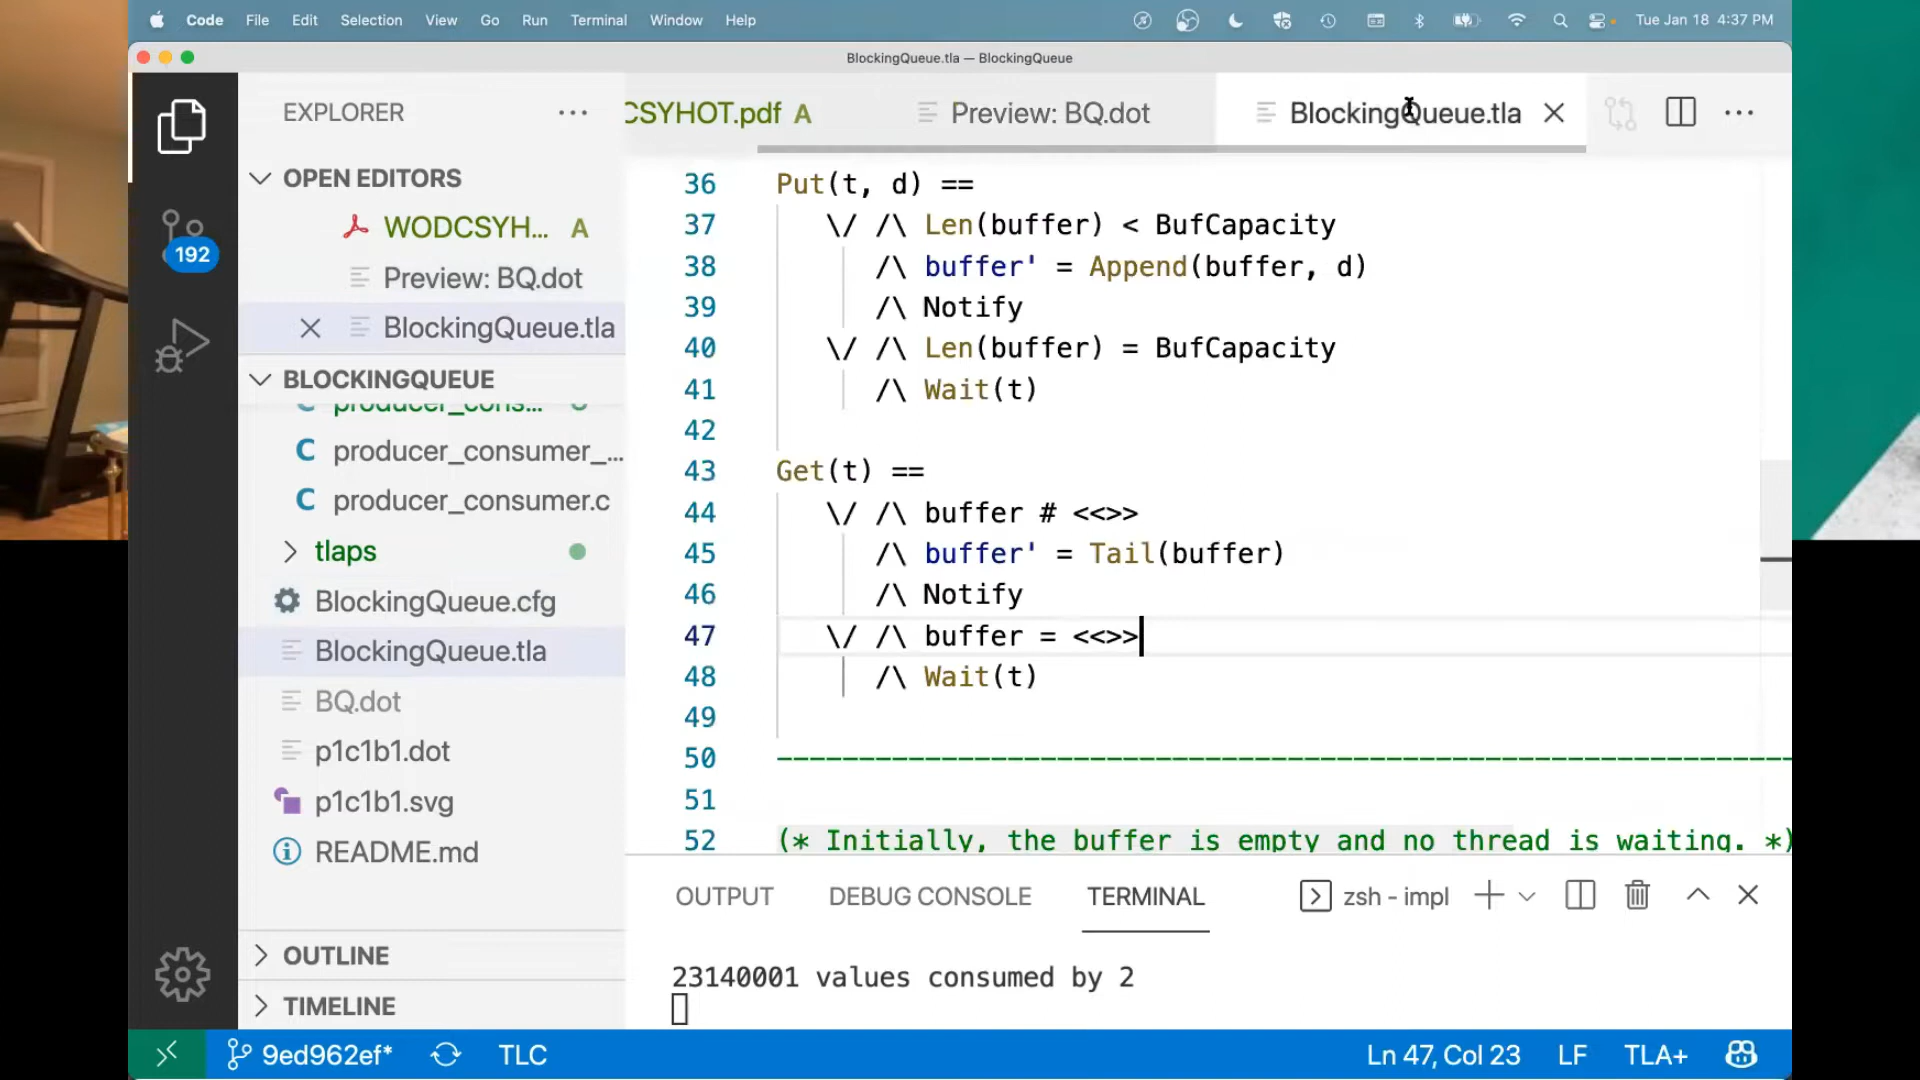 Code File Edit Selection View Go Run Terminal Window Help Tue Jan 18 4:37 PM
BlockingQueue.tla — BlockingQueue
EXPLORER ···
CSYHOT.pdf A Preview: BQ.dot BlockingQueue.tla
OPEN EDITORS
WODCSYH... A
Preview: BQ.dot
BlockingQueue.tla
BLOCKINGQUEUE
producer_cons...
producer_consumer_...
producer_consumer.c
tlaps
BlockingQueue.cfg
BlockingQueue.tla
BQ.dot
p1c1b1.dot
p1c1b1.svg
README.md
OUTLINE
TIMELINE
192
36 Put(t, d) ==
37 \/ /\ Len(buffer) < BufCapacity
38 /\ buffer' = Append(buffer, d)
39 /\ Notify
40 \/ /\ Len(buffer) = BufCapacity
41 /\ Wait(t)
42
43 Get(t) ==
44 \/ /\ buffer # <<>>
45 /\ buffer' = Tail(buffer)
46 /\ Notify
47 \/ /\ buffer = <<>>
48 /\ Wait(t)
49
50 -----------------------------------------------------------
51
52 (* Initially, the buffer is empty and no thread is waiting. *)
OUTPUT DEBUG CONSOLE TERMINAL zsh - impl
23140001 values consumed by 2
9ed962ef* TLC Ln 47, Col 23 LF TLA+